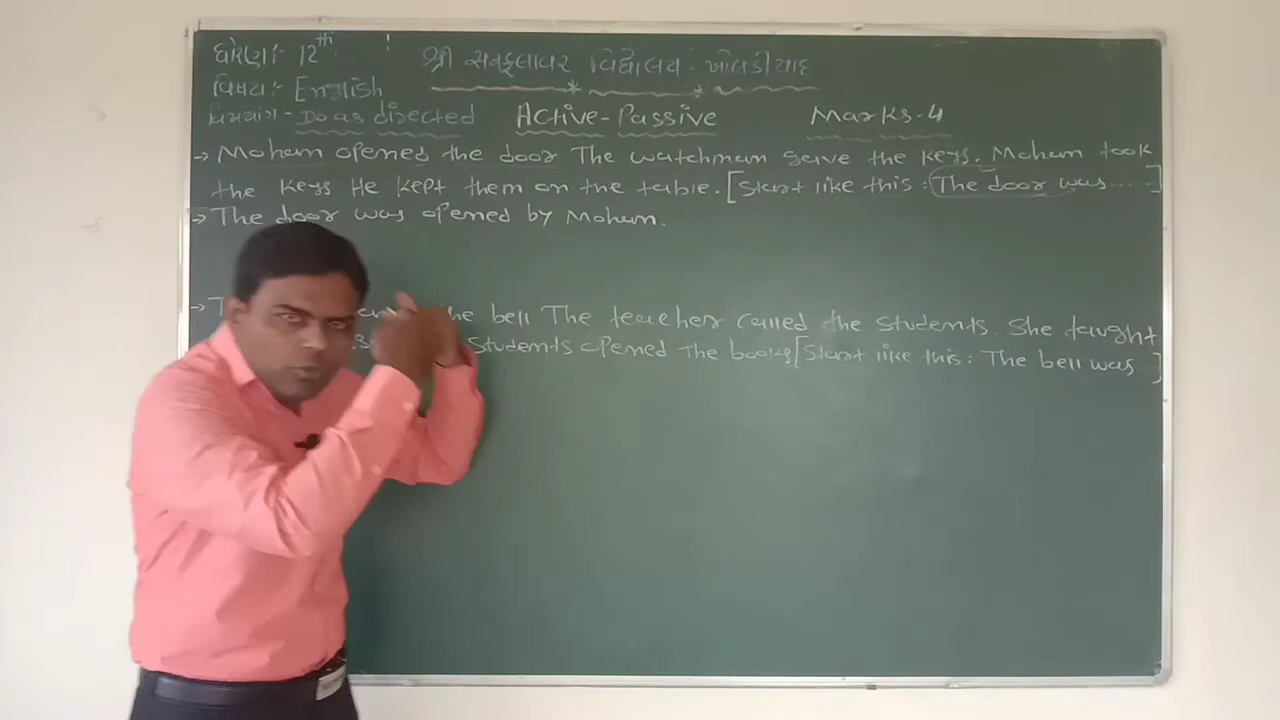 ધોરણ:- 12th
શ્રી સનફ્લાવર વિદ્યાલય : ખોલડીયાદ
વિષય:- English
વિભાગ:- Do as directed Active-Passive Marks-4
→ Mohan opened the door The watchman gave the keys. Mohan took
the keys He kept them on the table. [Start like this : The door was.....]
→ The door was opened by Mohan.
→ the bell The teacher called the students. She taught
students opened the books [Start like this : The bell was ...]